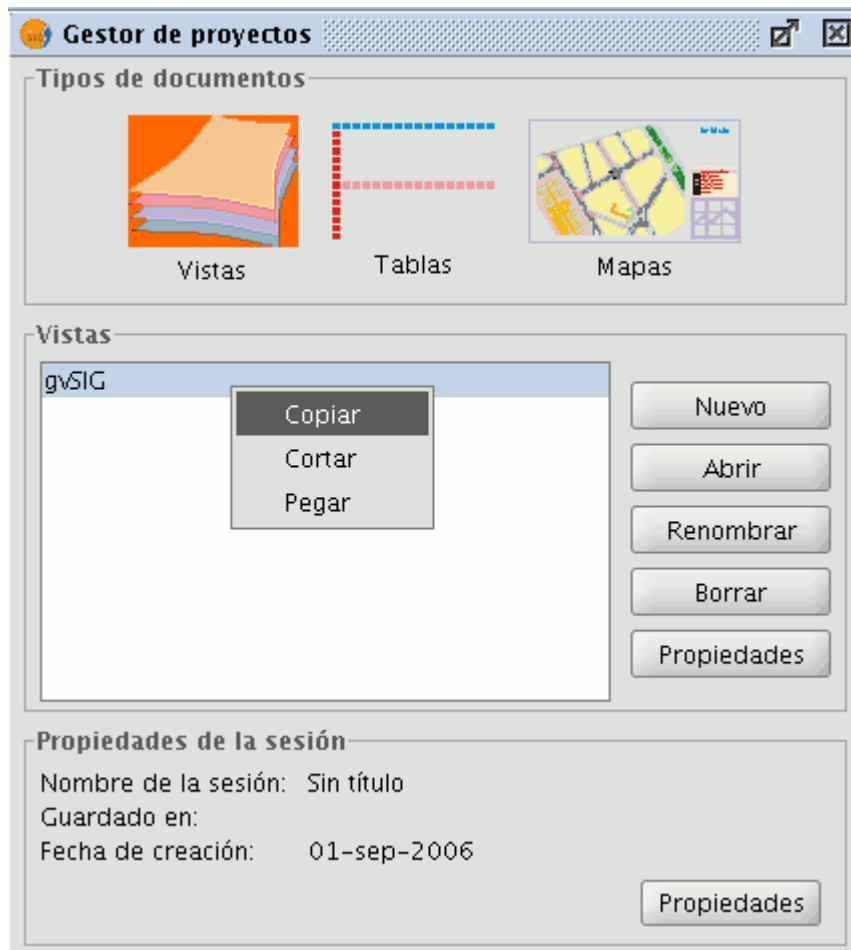 Gestor de proyectos
Tipos de documentos
Vistas
Tablas
Mapas
Vistas
gvSIG
Copiar
Cortar
Pegar
Nuevo
Abrir
Renombrar
Borrar
Propiedades
Propiedades de la sesión
Nombre de la sesión: Sin título
Guardado en:
Fecha de creación: 01-sep-2006
Propiedades